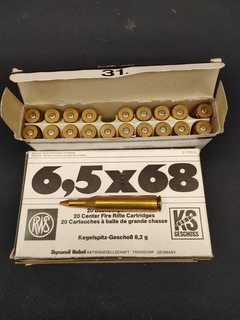 31.
6,5x68
RWS
K&S
GESCHOSS
20 Center Fire Rifle Cartridges
20 Cartouches à balle de grande chasse
Kegelspitz-Geschoß 8,2 g
Dynamit Nobel AKTIENGESELLSCHAFT · TROISDORF · GERMANY